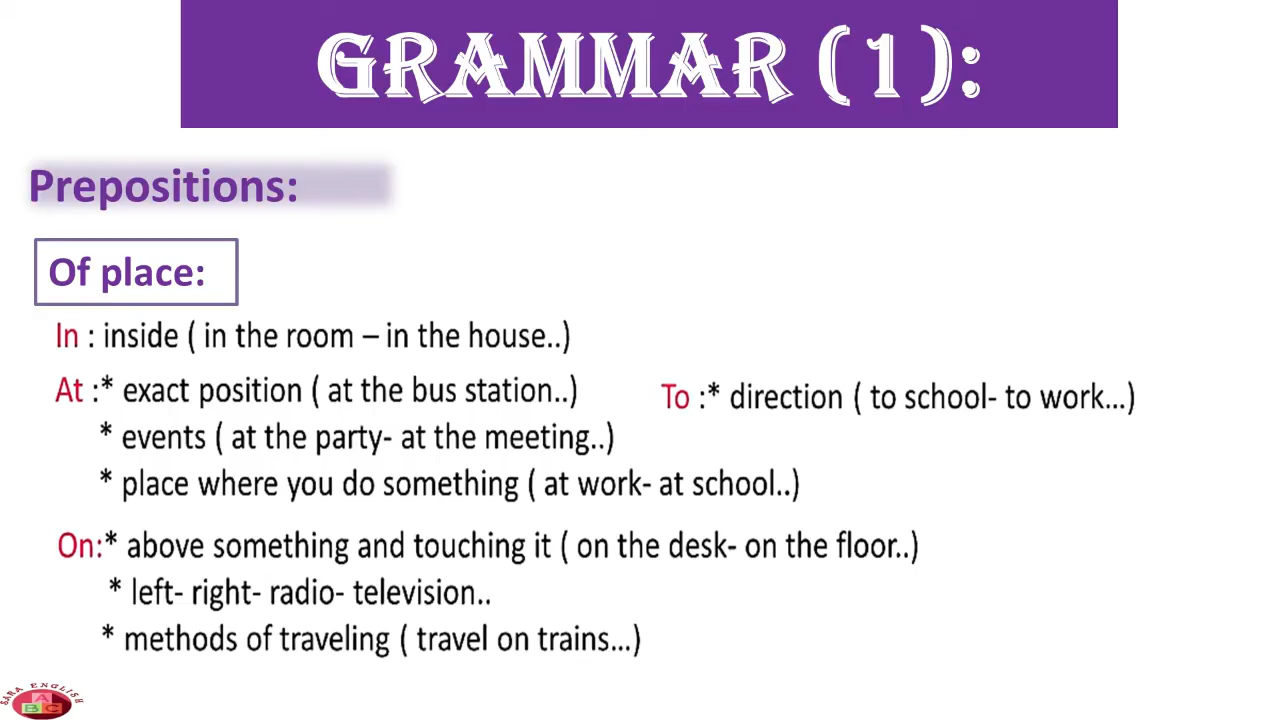 GRAMMAR (1):
Prepositions:
Of place:
In : inside ( in the room – in the house..)
At :* exact position ( at the bus station..)
To :* direction ( to school- to work...)
* events ( at the party- at the meeting..)
* place where you do something ( at work- at school..)
On:* above something and touching it ( on the desk- on the floor..)
* left- right- radio- television..
* methods of traveling ( travel on trains...)
SARA ENGLISH
ABC